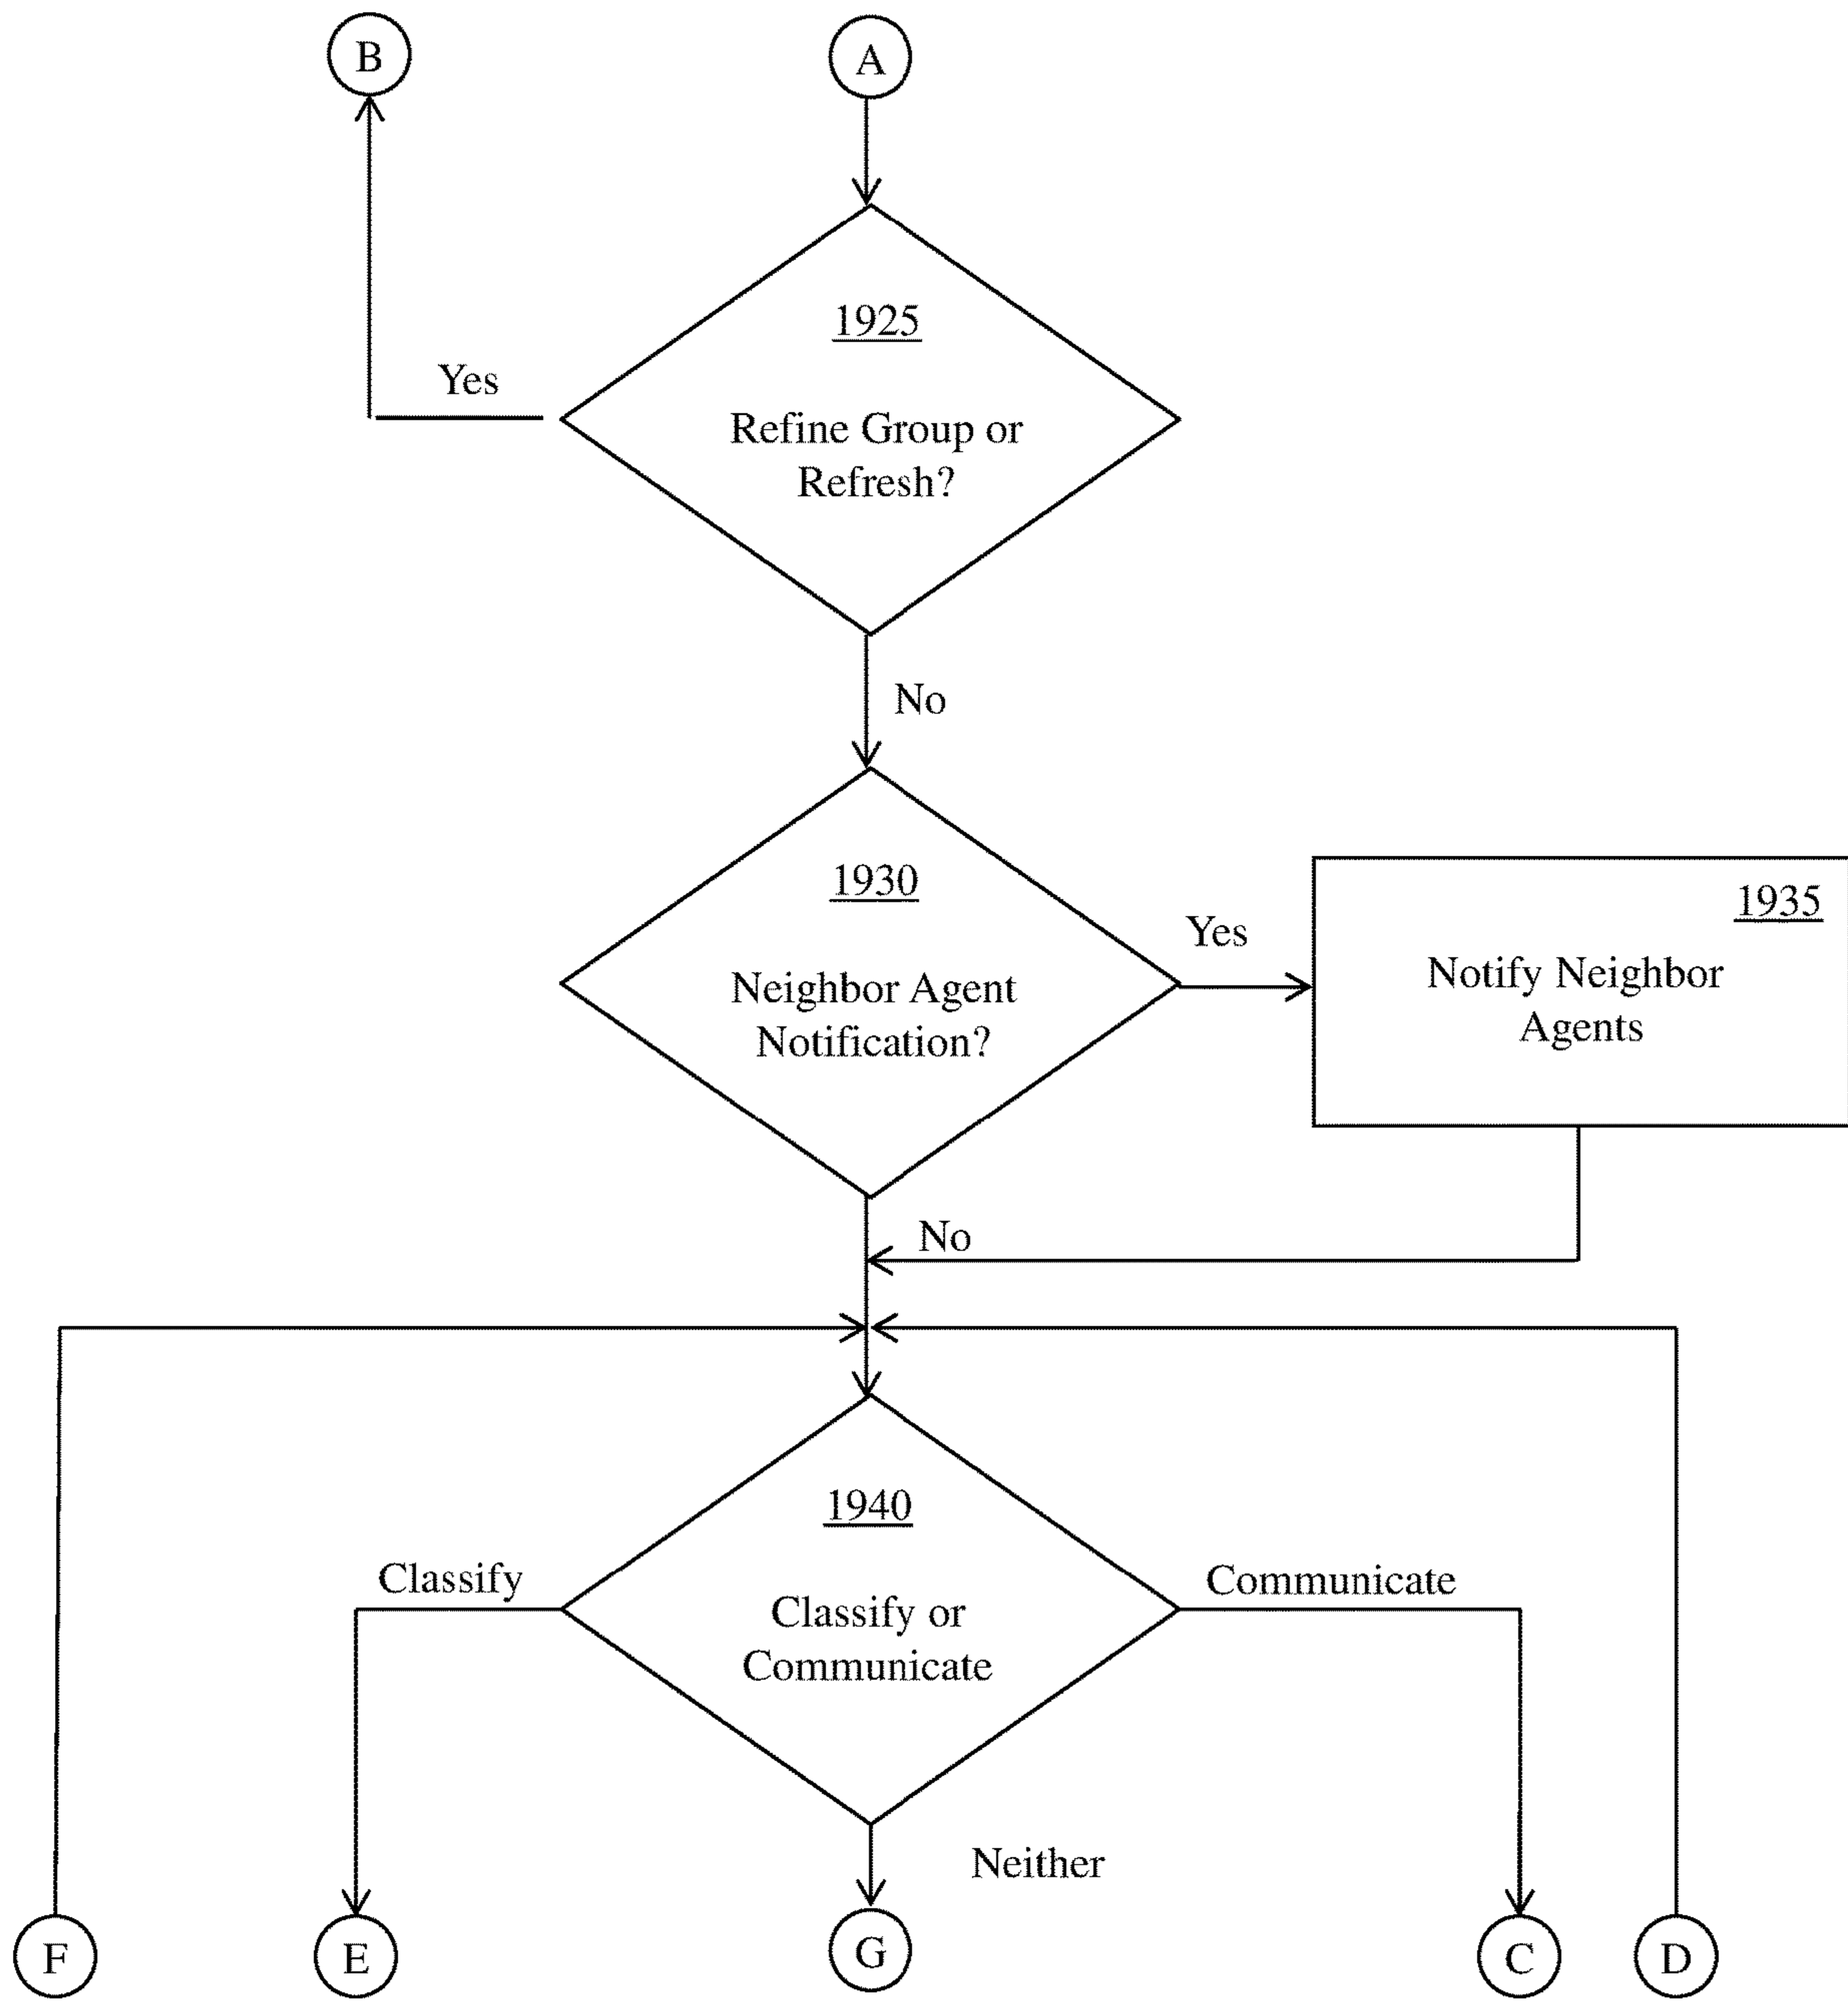 B
A
1925
Yes
Refine Group or
Refresh?
No
1930
1935
Yes
Notify Neighbor
Agents
Neighbor Agent
Notification?
No
1940
Classify
Communicate
Classify or
Communicate
Neither
F
E
G
C
D